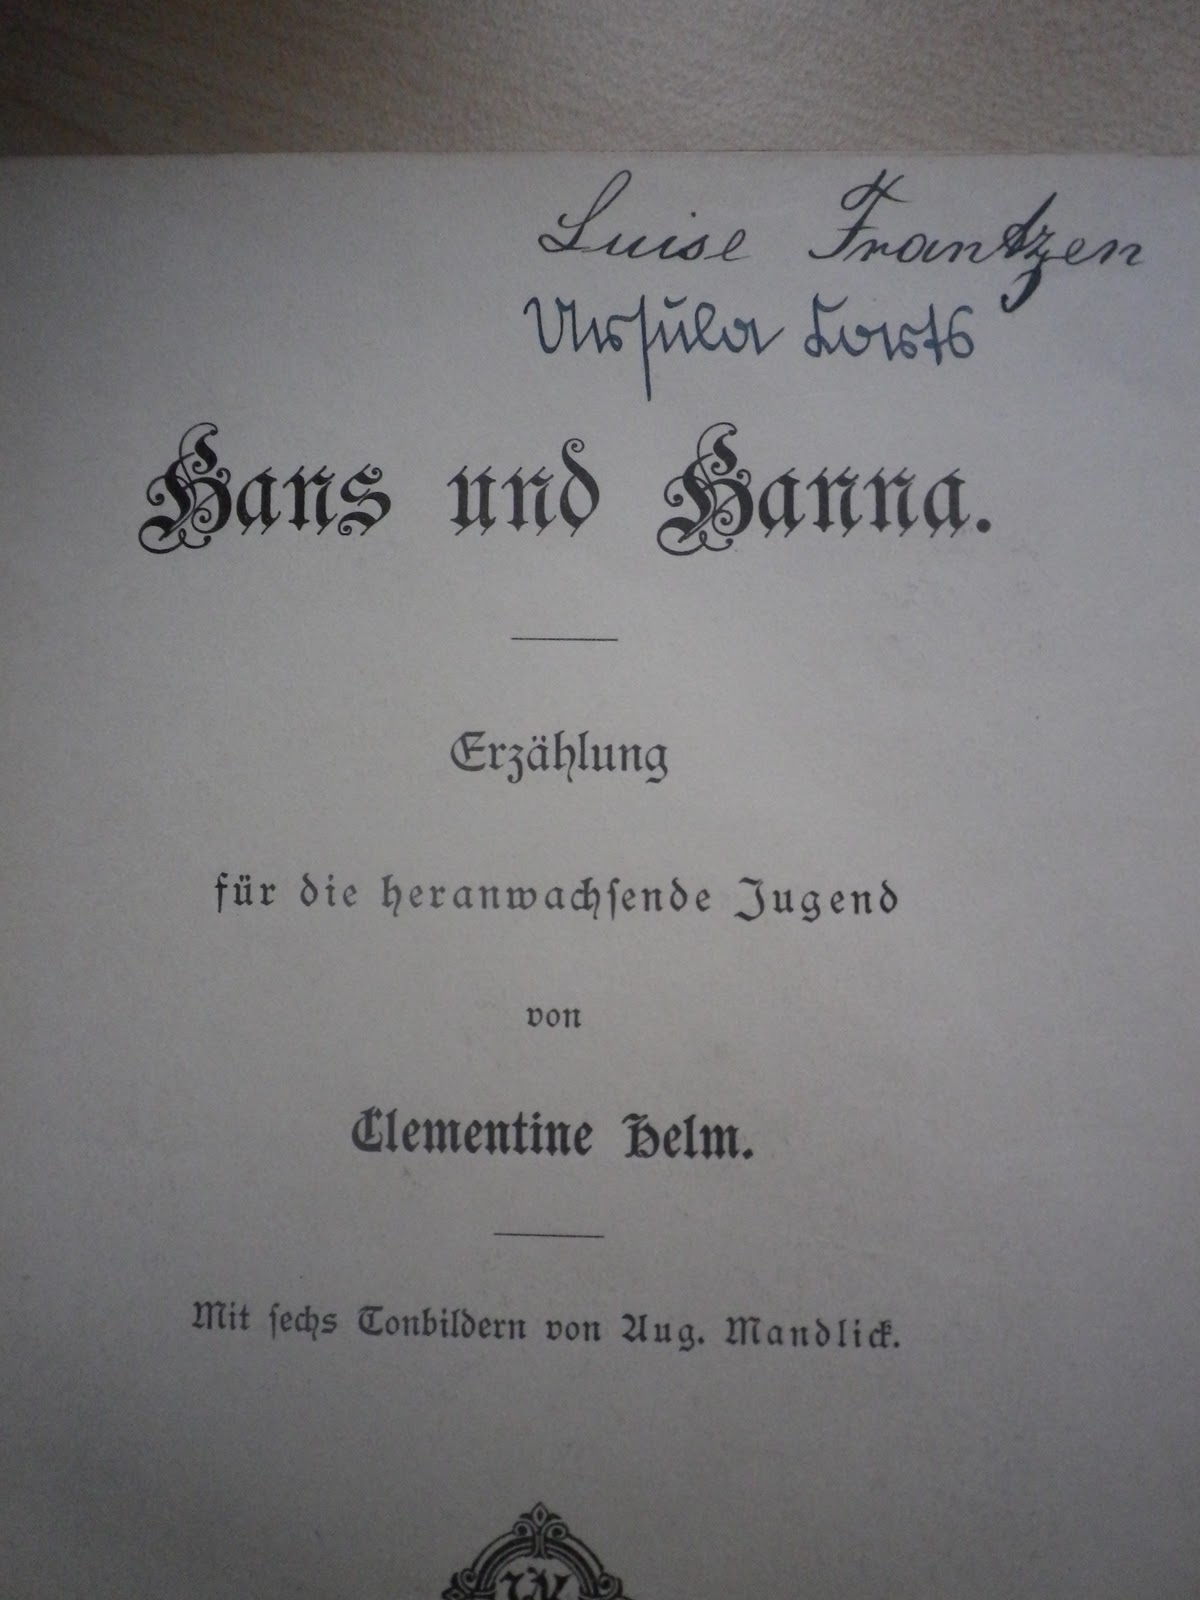 Luise Frantzen
Ursula
Hans und Hanna.
Erzählung
für die heranwachſende Jugend
von
Clementine Helm.
Mit ſechs Tonbildern von Aug. Mandlick.